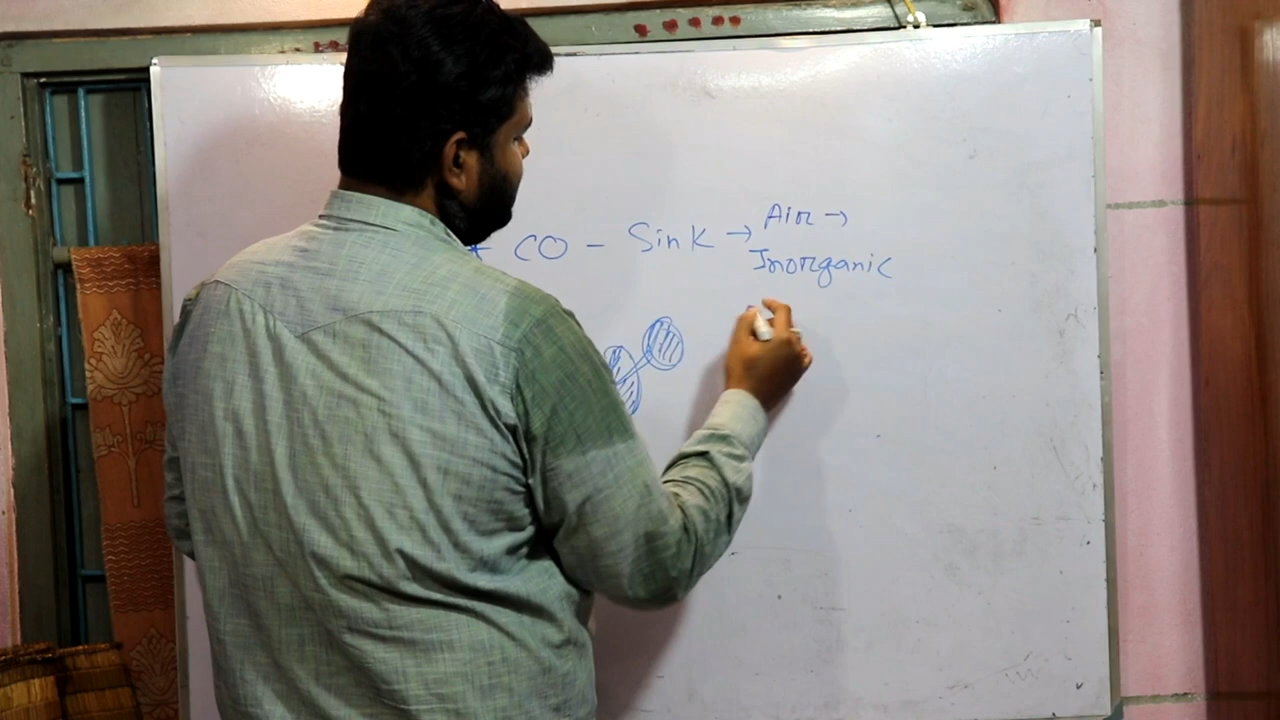 * CO - Sink → Air →
Inorganic